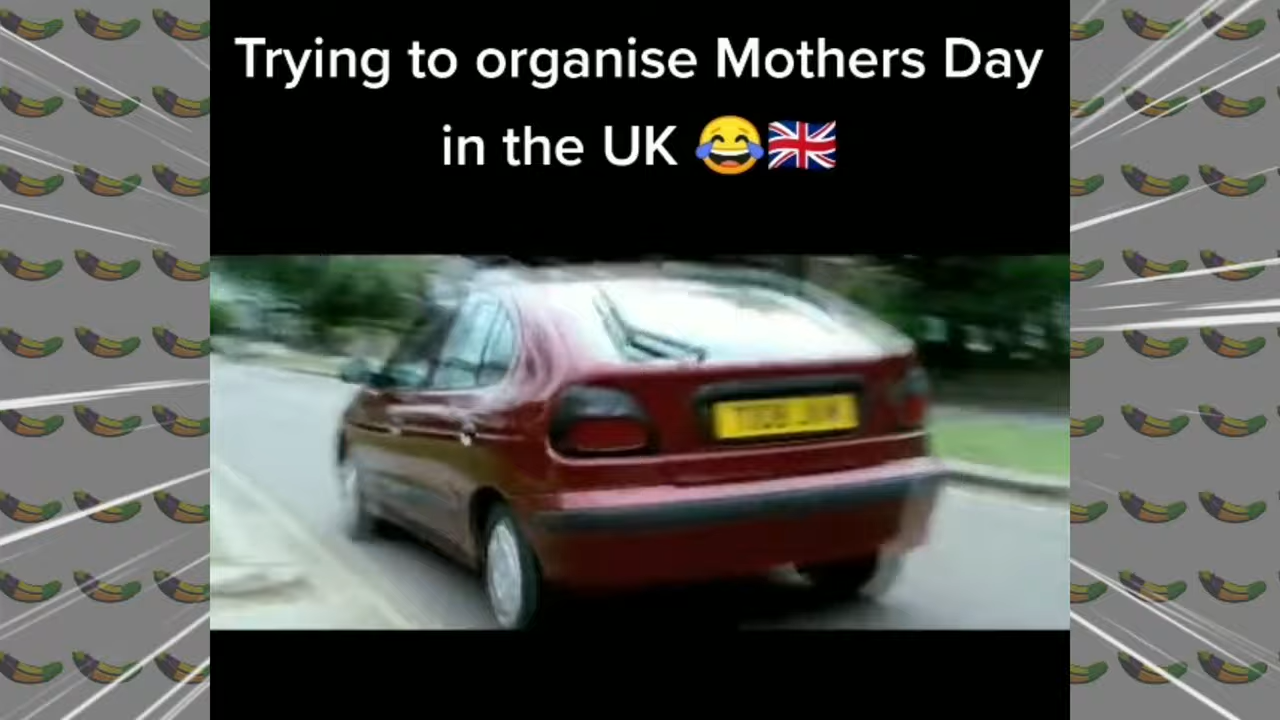 Trying to organise Mothers Day
in the UK 😂🇬🇧